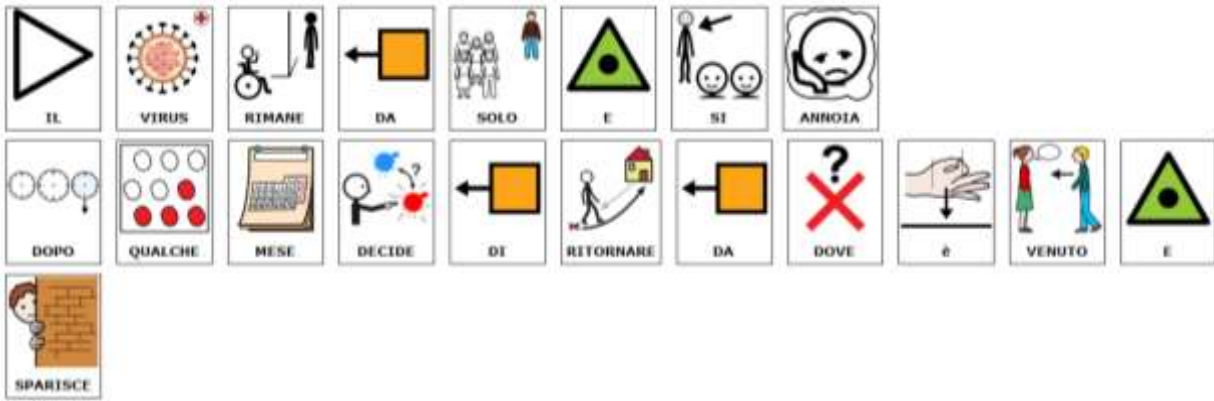 IL VIRUS RIMANE DA SOLO E SI ANNOIA
DOPO QUALCHE MESE DECIDE DI RITORNARE DA DOVE è VENUTO E
SPARISCE